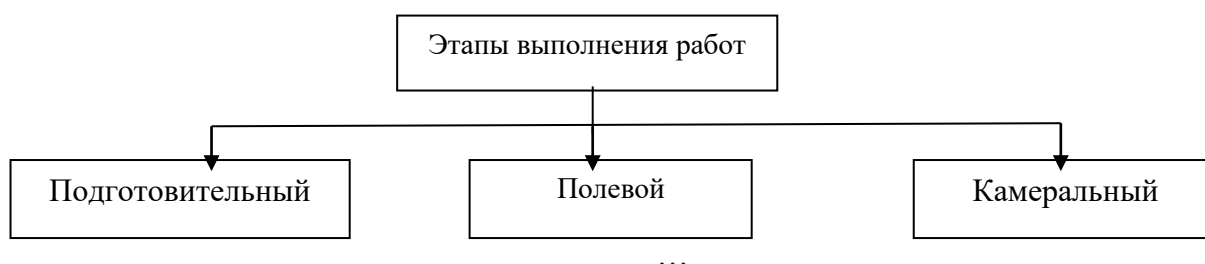 Этапы выполнения работ
Подготовительный
Полевой
Камеральный
...